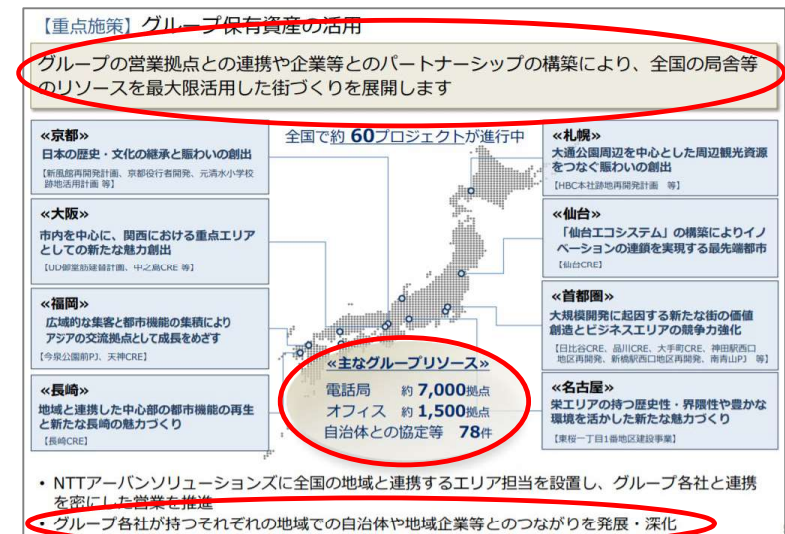 【重点施策】グループ保有資産の活用
グループの営業拠点との連携や企業等とのパートナーシップの構築により、全国の局舎等
のリソースを最大限活用した街づくりを展開します
全国で約 60プロジェクトが進行中
≪京都≫
日本の歴史・文化の継承と賑わいの創出
【新風館再開発計画、京都役行者開発、元清水小学校
跡地活用計画 等】
≪大阪≫
市内を中心に、関西における重点エリア
としての新たな魅力創出
【UD御堂筋建替計画、中之島CRE 等】
≪福岡≫
広域的な集客と都市機能の集積により
アジアの交流拠点として成長をめざす
【今泉公園前PJ、天神CRE】
≪長崎≫
地域と連携した中心部の都市機能の再生
と新たな長崎の魅力づくり
【長崎CRE】
≪札幌≫
大通公園周辺を中心とした周辺観光資源
をつなぐ賑わいの創出
【HBC本社跡地再開発計画 等】
≪仙台≫
「仙台エコシステム」の構築によりイノ
ベーションの連鎖を実現する最先端都市
【仙台CRE】
≪首都圏≫
大規模開発に起因する新たな街の価値
創造とビジネスエリアの競争力強化
【日比谷CRE、品川CRE、大手町CRE、神田駅西口
地区再開発、新橋駅西口地区再開発、南青山PJ 等】
≪名古屋≫
栄エリアの持つ歴史性・界隈性や豊かな
環境を活かした新たな魅力づくり
【東桜一丁目1番地区建設事業】
≪主なグループリソース≫
電話局 約 7,000拠点
オフィス 約 1,500拠点
自治体との協定等 78件
• NTTアーバンソリューションズに全国の地域と連携するエリア担当を設置し、グループ各社と連携
を密にした営業を推進
• グループ各社が持つそれぞれの地域での自治体や地域企業等とのつながりを発展・深化